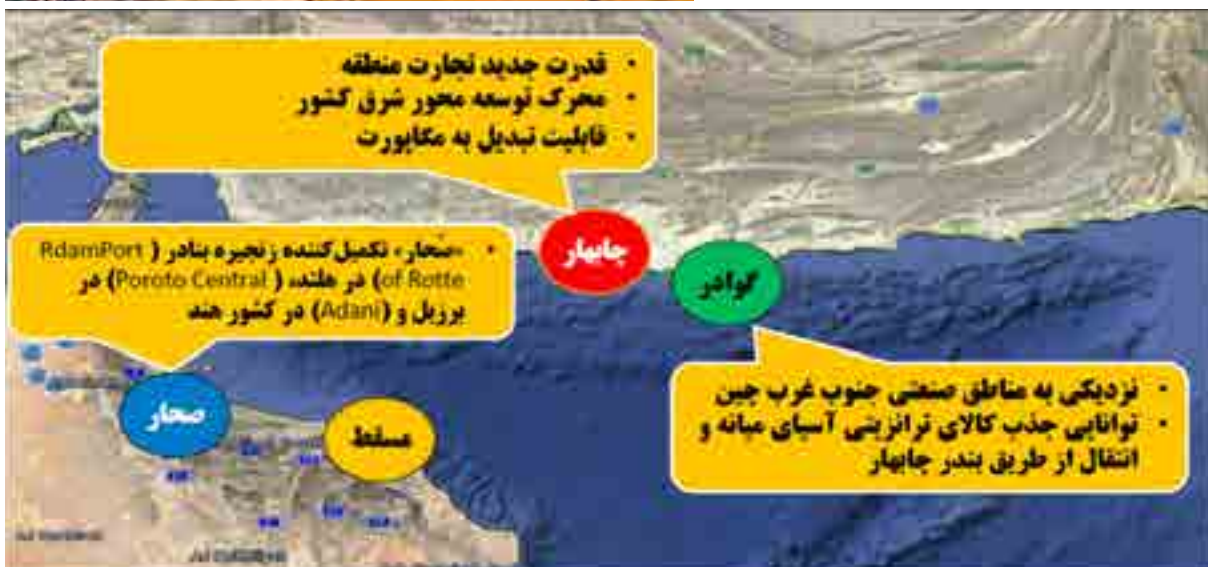 • قدرت جدید تجارت منطقه
• محرک توسعه محور شرق کشور
• قابلیت تبدیل به مگاپورت
چابهار
• «صُحار» تکمیل‌کننده زنجیره بنادر ( RdamPort
of Rotte) در هلند، ( Poroto Central) در
برزیل و (Adani) در کشور هند
گوادر
صحار
مسقط
• نزدیکی به مناطق صنعتی جنوب غرب چین
• توانایی جذب کالای ترانزیتی آسیای میانه و
انتقال از طریق بندر چابهار